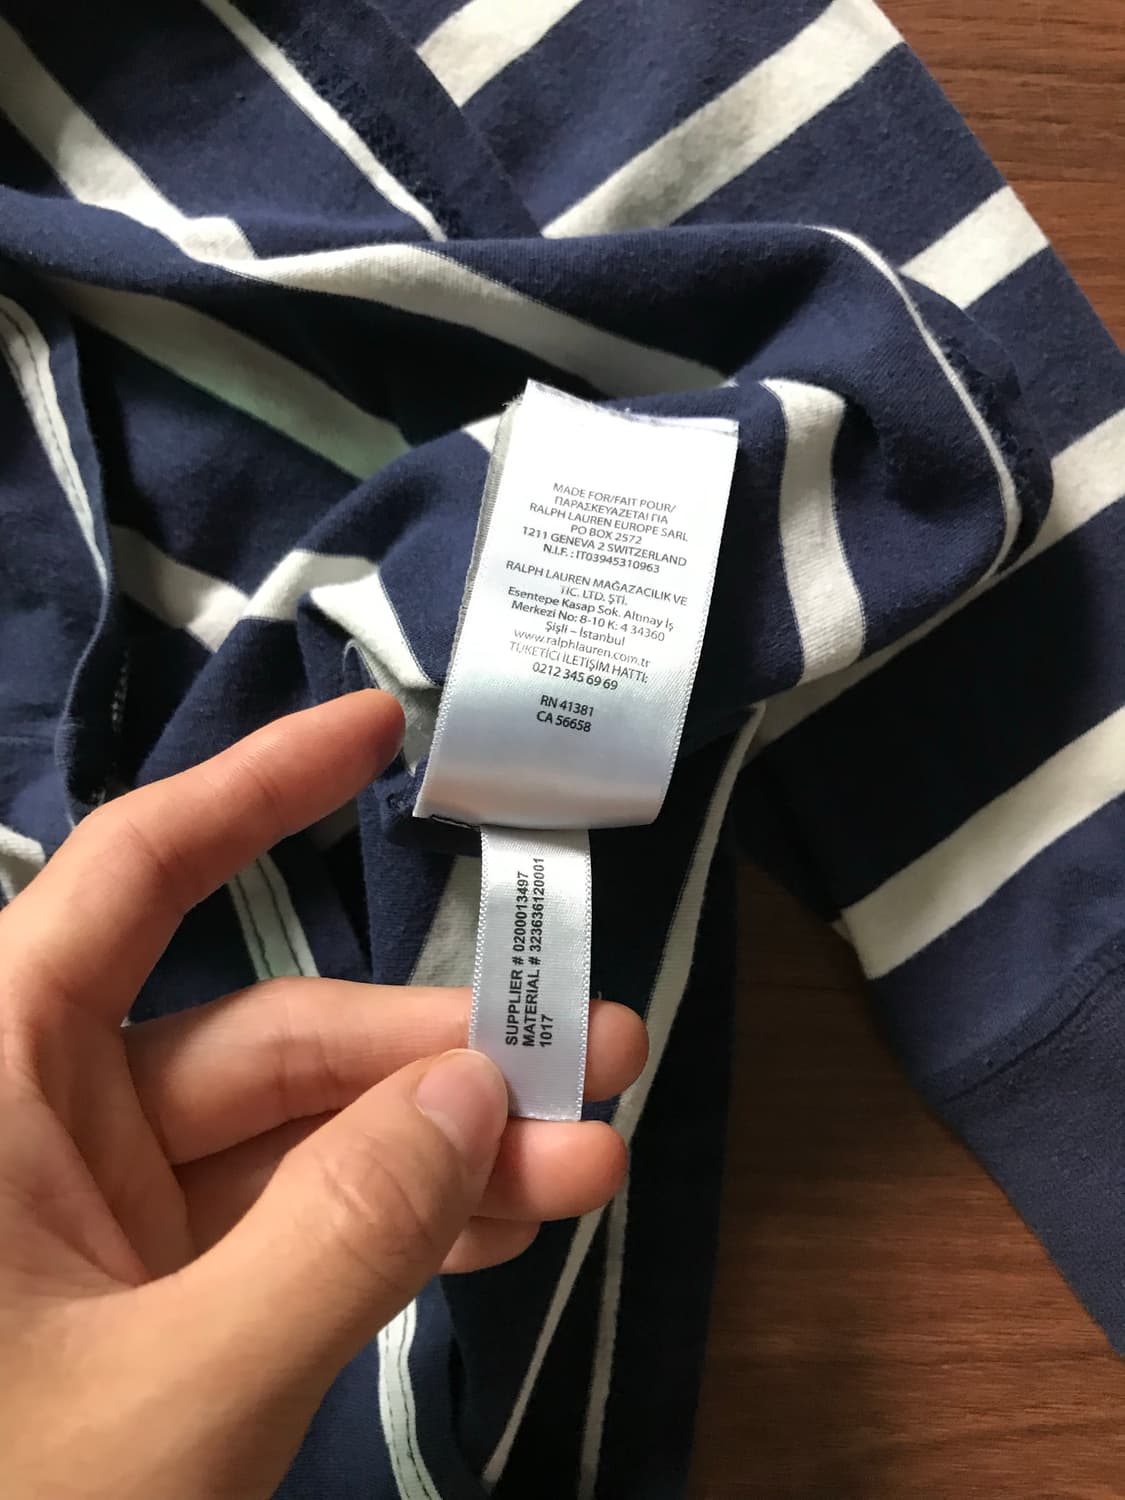 MADE FOR/FAIT POUR/
ΠΑΡΑΣΚΕΥΑΖΕΤΑΙ ΓΙΑ
RALPH LAUREN EUROPE SARL
PO BOX 2572
1211 GENEVA 2 SWITZERLAND
N.I.F. : IT03945310963
RALPH LAUREN MAĞAZACILIK VE
TİC. LTD. ŞTİ.
Esentepe Kasap Sok. Altınay İş
Merkezi No: 8-10 K: 4 34360
Şişli – İstanbul
www.ralphlauren.com.tr
TÜKETİCİ İLETİŞİM HATTI:
0212 345 69 69
RN 41381
CA 56658
SUPPLIER # 0200013497
MATERIAL # 323636120001
1017